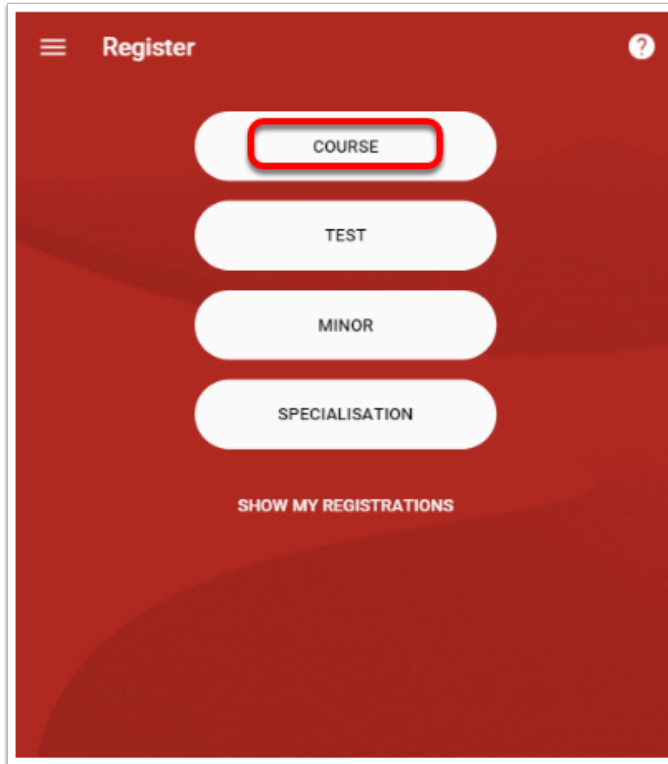 Register
COURSE
TEST
MINOR
SPECIALISATION
SHOW MY REGISTRATIONS